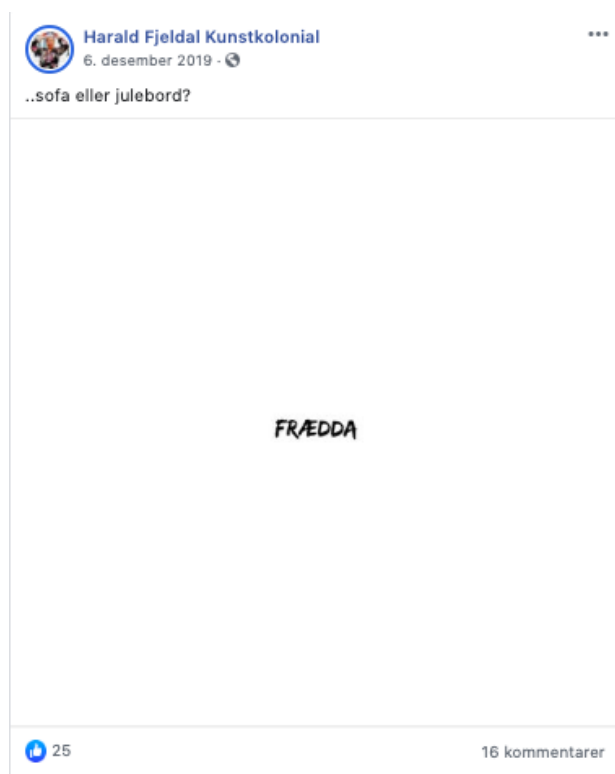 Harald Fjeldal Kunstkolonial
6. desember 2019 ·
..sofa eller julebord?
FRÆDDA
25
16 kommentarer